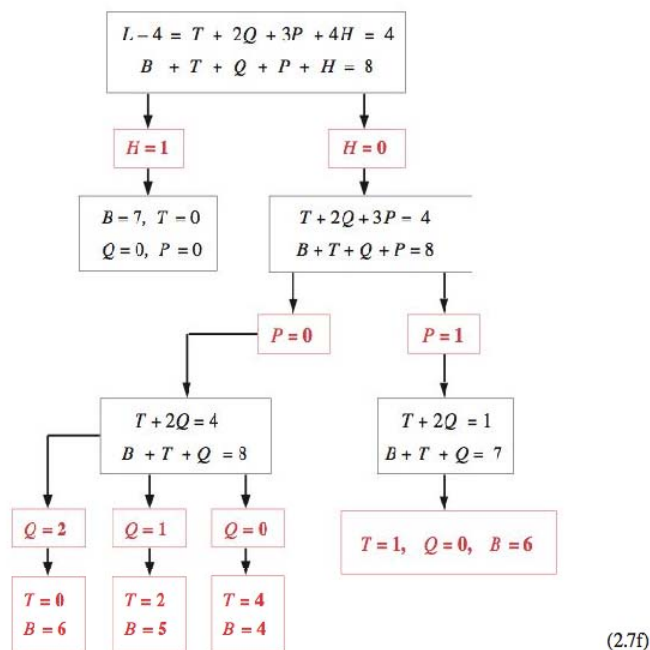 L−4 = T + 2Q + 3P + 4H = 4
B + T + Q + P + H = 8
H = 1
H = 0
B−7, T−0
Q=0, P=0
T + 2Q + 3P− 4
B+T+Q+P=8
P = 0
P = 1
T + 2Q = 4
B + T + Q = 8
T + 2Q = 1
B + T + Q = 7
Q = 2
Q = 1
Q = 0
T = 1, Q = 0, B = 6
T = 0
B = 6
T = 2
B = 5
T = 4
B = 4
(2.7f)